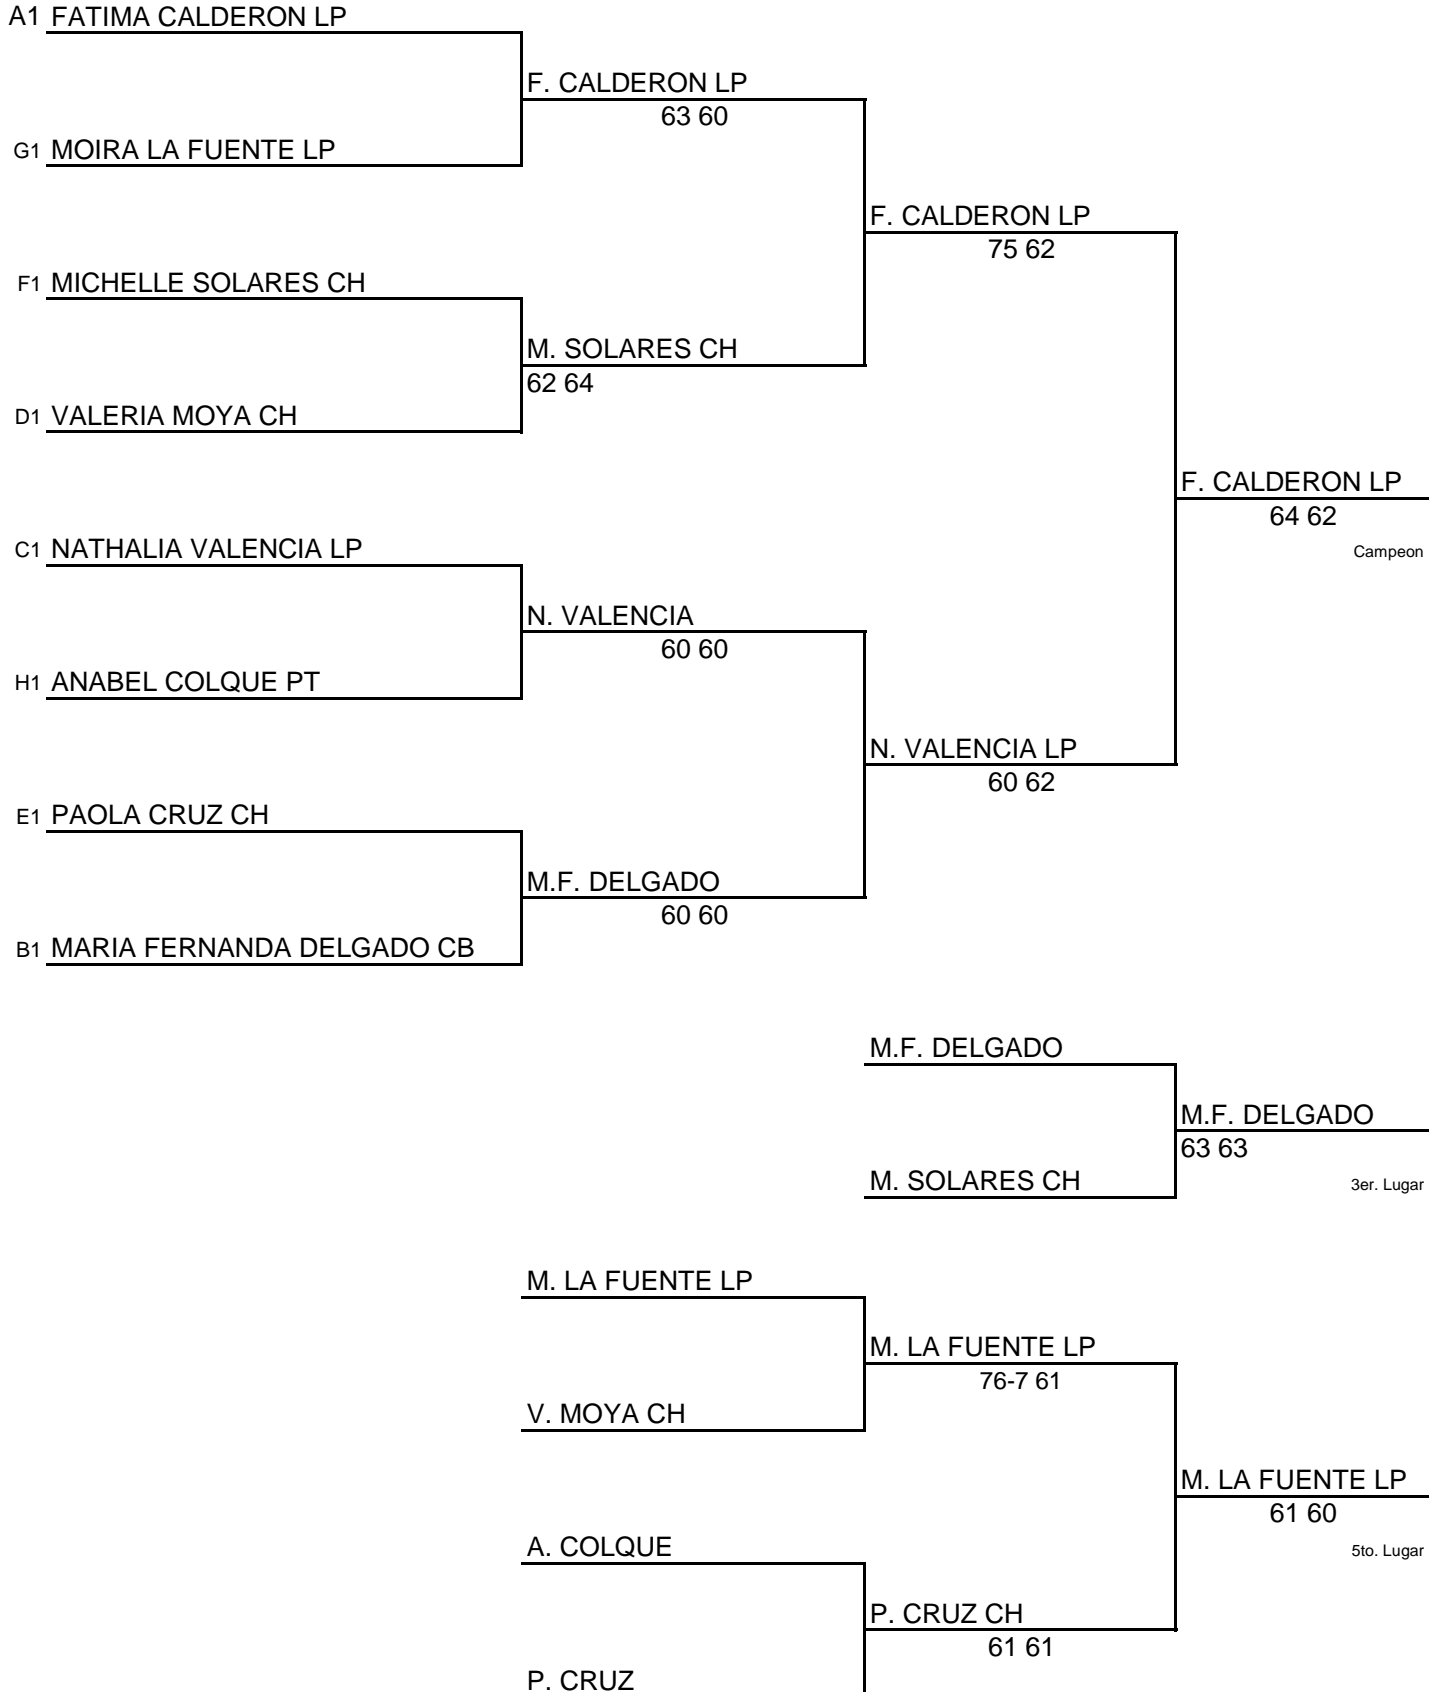 A1 FATIMA CALDERON LP
F. CALDERON LP
63 60
G1 MOIRA LA FUENTE LP
F. CALDERON LP
75 62
F1 MICHELLE SOLARES CH
M. SOLARES CH
62 64
D1 VALERIA MOYA CH
F. CALDERON LP
64 62
Campeon
C1 NATHALIA VALENCIA LP
N. VALENCIA
60 60
H1 ANABEL COLQUE PT
N. VALENCIA LP
60 62
E1 PAOLA CRUZ CH
M.F. DELGADO
60 60
B1 MARIA FERNANDA DELGADO CB
M.F. DELGADO
M.F. DELGADO
63 63
M. SOLARES CH
3er. Lugar
M. LA FUENTE LP
M. LA FUENTE LP
76-7 61
V. MOYA CH
M. LA FUENTE LP
61 60
A. COLQUE
5to. Lugar
P. CRUZ CH
61 61
P. CRUZ